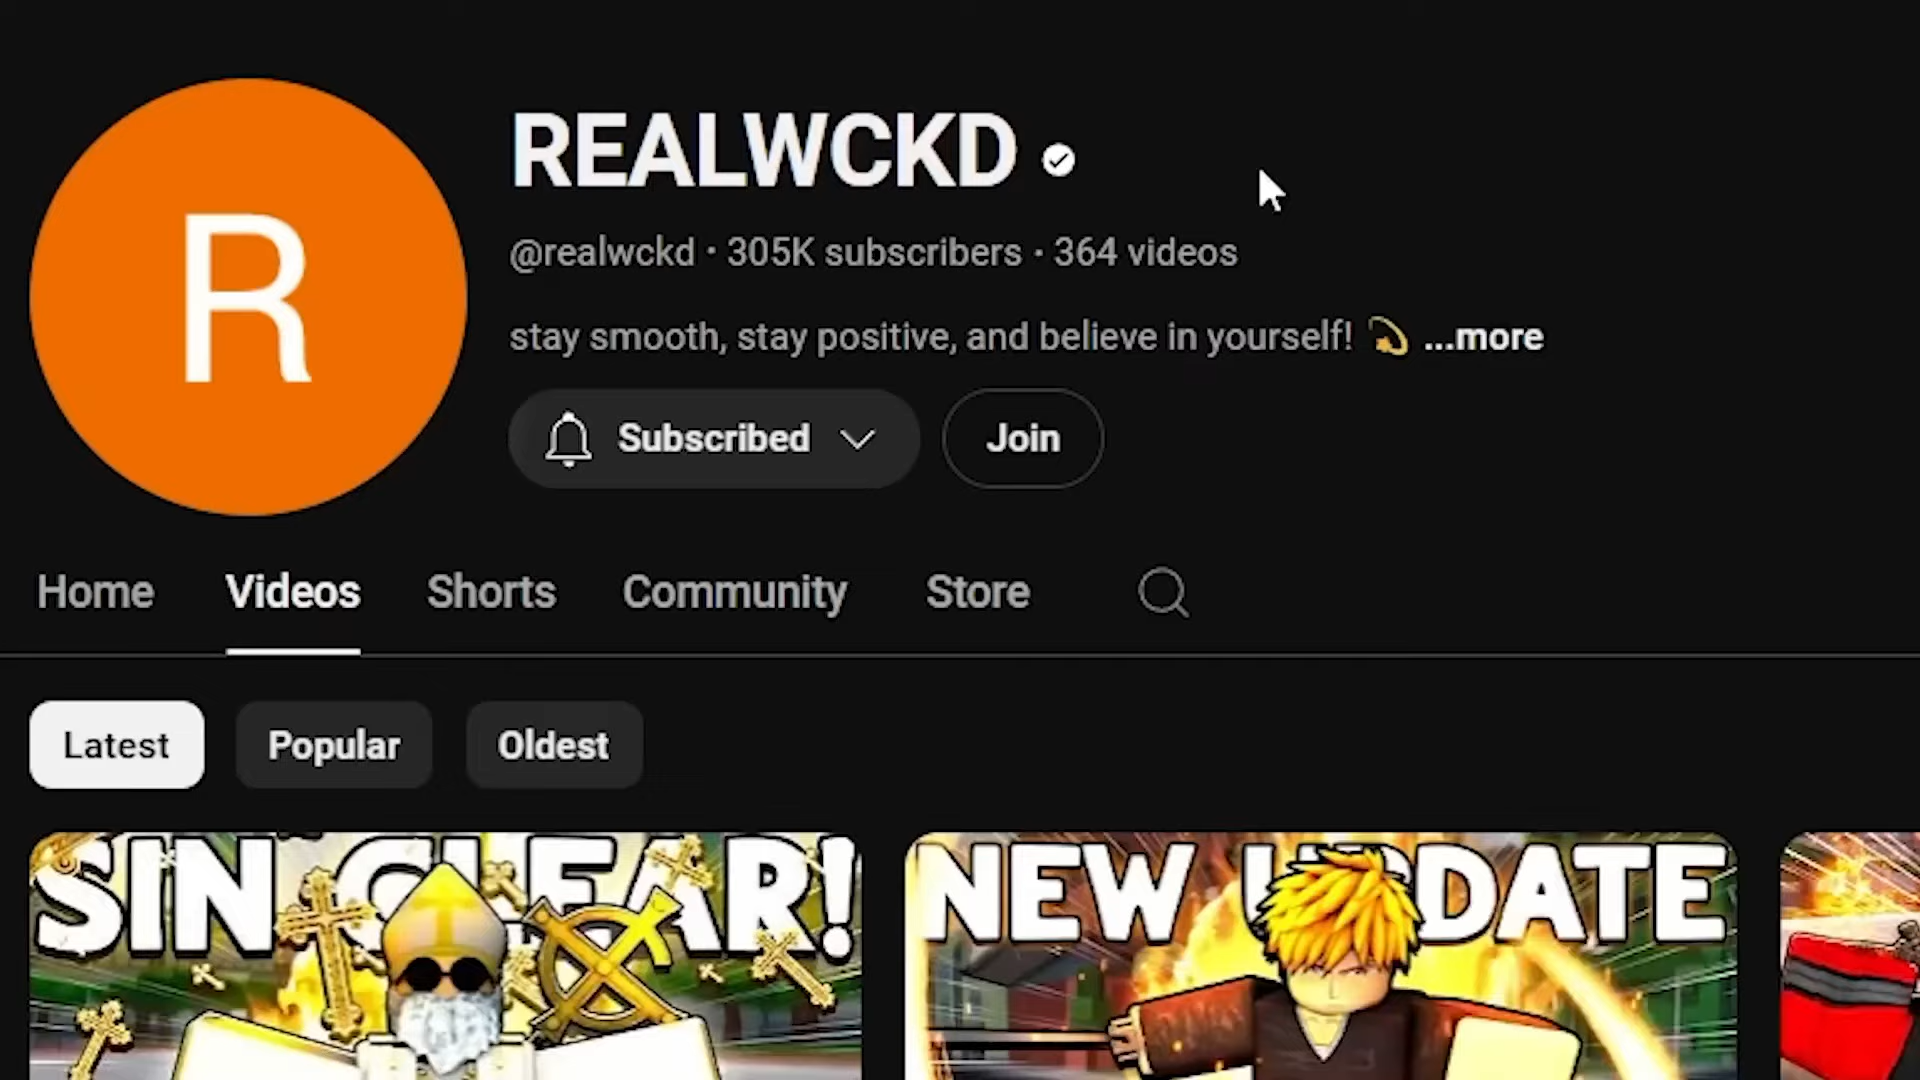 R
REALWCKD
@realwckd · 305K subscribers · 364 videos
stay smooth, stay positive, and believe in yourself! 💫 ...more
Subscribed
Join
Home Videos Shorts Community Store
Latest Popular Oldest
SIN CLEAR!
NEW UPDATE